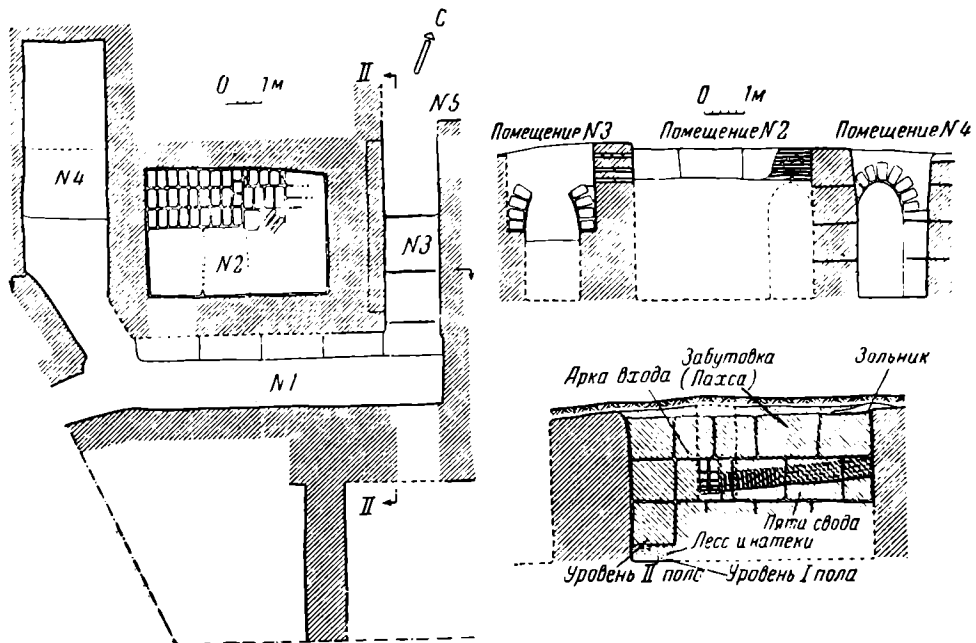 С
II
0 1м
N5
N4
N2
N3
N1
II
0 1м
Помещение N3
Помещение N2
Помещение N4
Забутовка
(Пахса)
Зольник
Арка входа
Пяти свода
Лесс и натеки
Уровень II пола
Уровень I пола